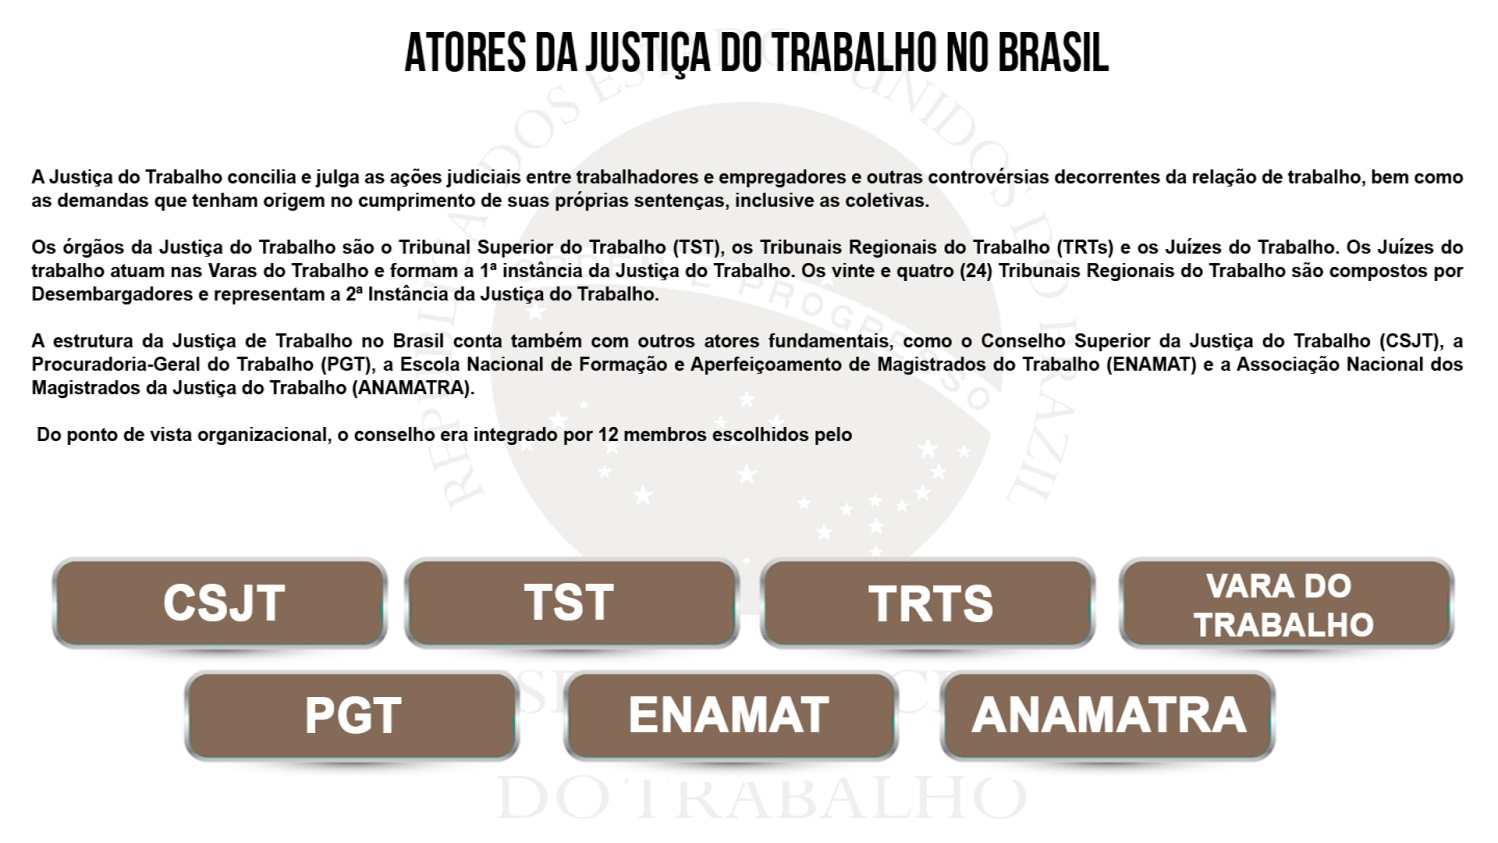 ATORES DA JUSTIÇA DO TRABALHO NO BRASIL
A Justiça do Trabalho concilia e julga as ações judiciais entre trabalhadores e empregadores e outras controvérsias decorrentes da relação de trabalho, bem como
as demandas que tenham origem no cumprimento de suas próprias sentenças, inclusive as coletivas.
Os órgãos da Justiça do Trabalho são o Tribunal Superior do Trabalho (TST), os Tribunais Regionais do Trabalho (TRTs) e os Juízes do Trabalho. Os Juízes do
trabalho atuam nas Varas do Trabalho e formam a 1ª instância da Justiça do Trabalho. Os vinte e quatro (24) Tribunais Regionais do Trabalho são compostos por
Desembargadores e representam a 2ª Instância da Justiça do Trabalho.
A estrutura da Justiça de Trabalho no Brasil conta também com outros atores fundamentais, como o Conselho Superior da Justiça do Trabalho (CSJT), a
Procuradoria-Geral do Trabalho (PGT), a Escola Nacional de Formação e Aperfeiçoamento de Magistrados do Trabalho (ENAMAT) e a Associação Nacional dos
Magistrados da Justiça do Trabalho (ANAMATRA).
Do ponto de vista organizacional, o conselho era integrado por 12 membros escolhidos pelo
CSJT
TST
TRTS
VARA DO
TRABALHO
PGT
ENAMAT
ANAMATRA
DO TRABALHO